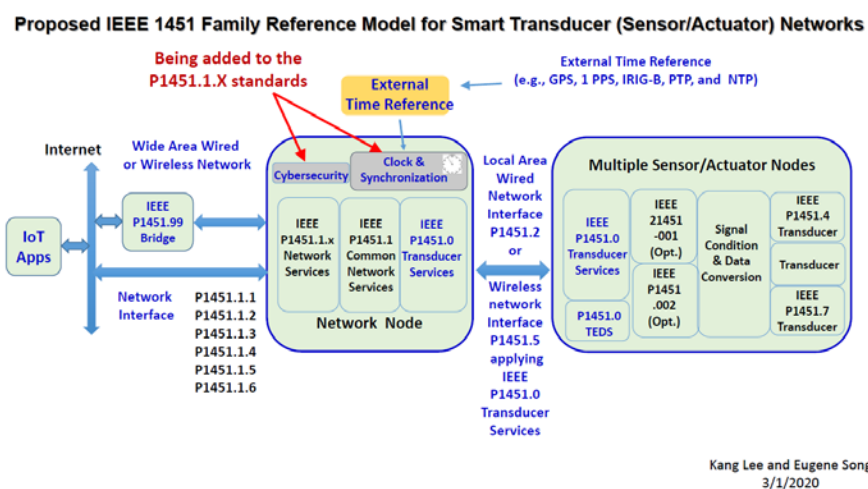 Proposed IEEE 1451 Family Reference Model for Smart Transducer (Sensor/Actuator) Networks
Being added to the
P1451.1.X standards
External
Time Reference
External Time Reference
(e.g., GPS, 1 PPS, IRIG-B, PTP, and NTP)
Internet
Wide Area Wired
or Wireless Network
IoT
Apps
IEEE
P1451.99
Bridge
Network
Interface
P1451.1.1
P1451.1.2
P1451.1.3
P1451.1.4
P1451.1.5
P1451.1.6
Cybersecurity
Clock &
Synchronization
IEEE
P1451.1.x
Network
Services
IEEE
P1451.1
Common
Network
Services
IEEE
P1451.0
Transducer
Services
Network Node
Local Area
Wired
Network
Interface
P1451.2
or
Wireless
network
Interface
P1451.5
applying
IEEE
P1451.0
Transducer
Services
Multiple Sensor/Actuator Nodes
IEEE
P1451.0
Transducer
Services
P1451.0
TEDS
IEEE
21451
-001
(Opt.)
IEEE
P1451
.002
(Opt.)
Signal
Condition
& Data
Conversion
IEEE
P1451.4
Transducer
Transducer
IEEE
P1451.7
Transducer
Kang Lee and Eugene Song
3/1/2020